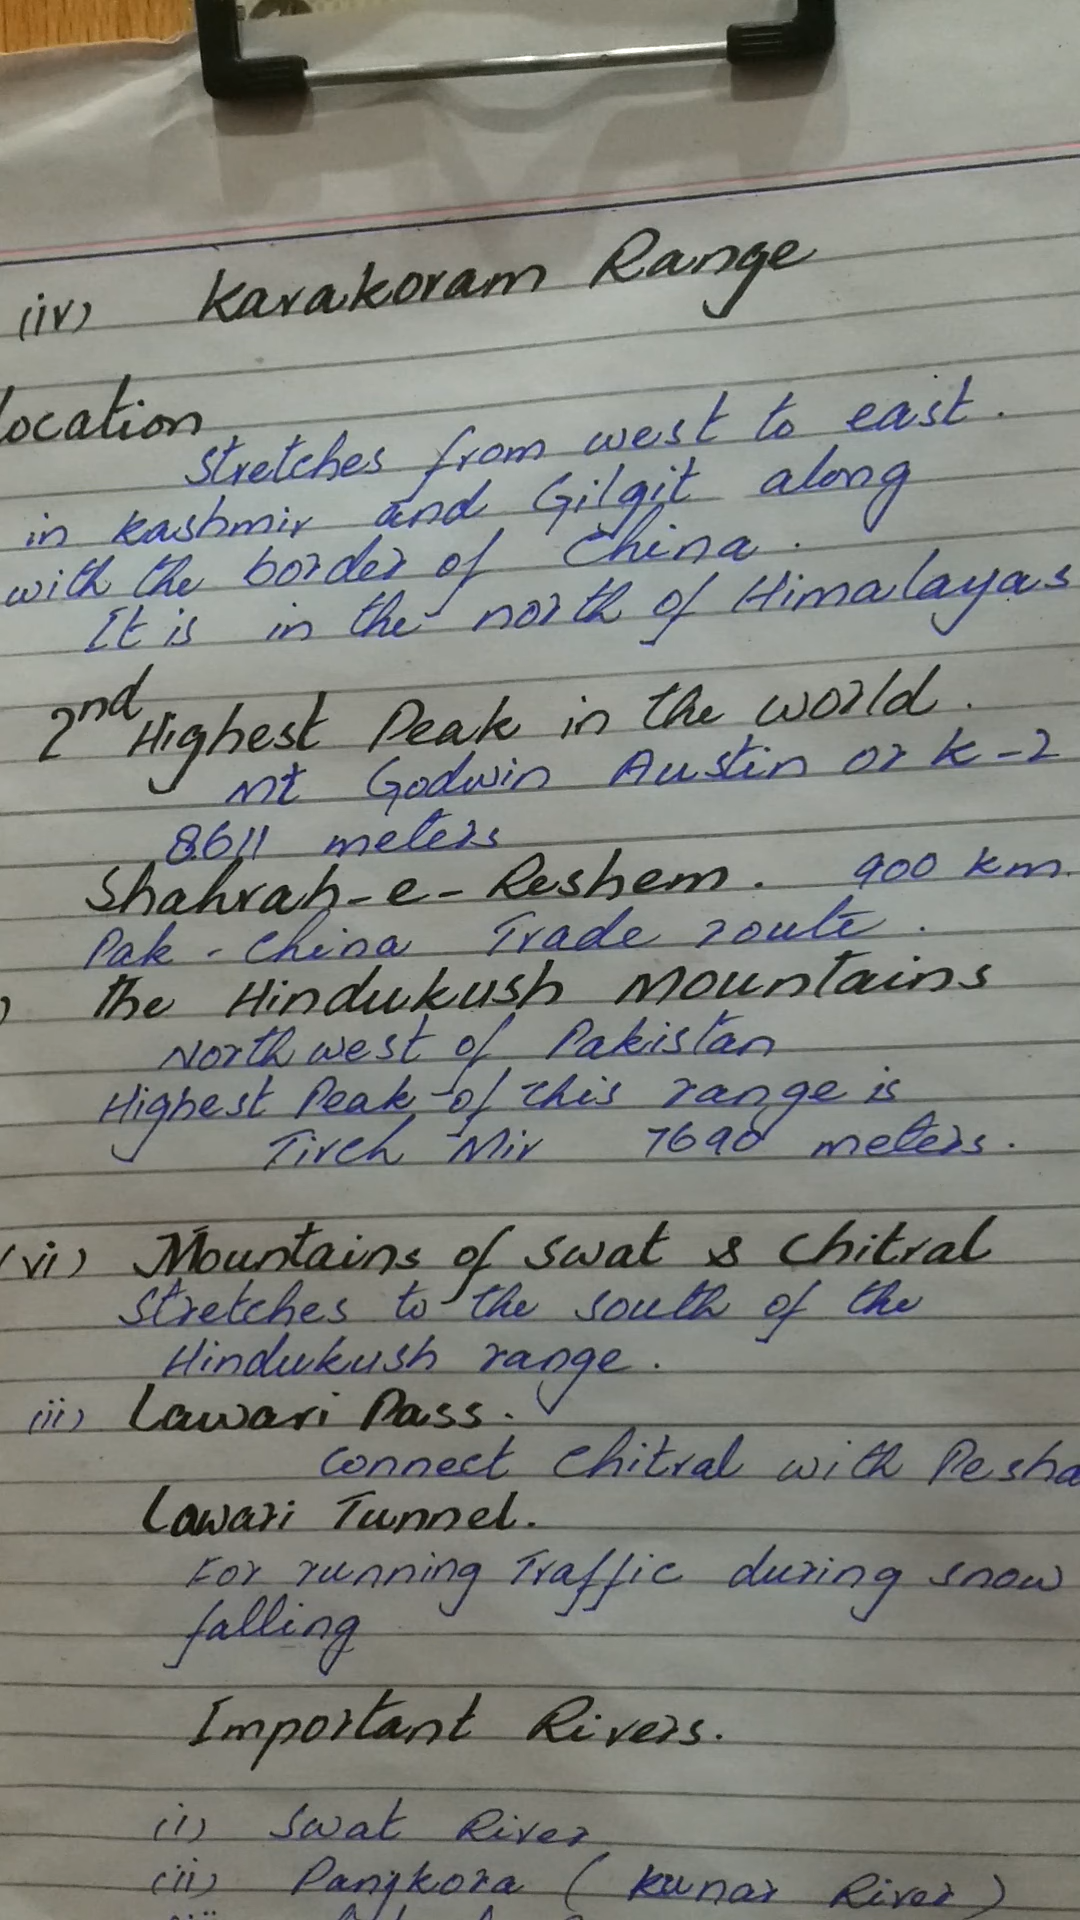 (iv) Karakoram Range
Location
stretches from west to east.
in Kashmir and Gilgit along
with the border of China.
It is in the north of Himalayas
2nd Highest Peak in the world.
Mt Godwin Austin or K-2
8611 meters
Shahrah-e-Reshem. 900 km.
Pak-China Trade route.
) the Hindukush Mountains
North west of Pakistan
Highest Peak of this range is
Tirch Mir 7690 meters.
(vi) Mountains of Swat & Chitral
Stretches to the south of the
Hindukush range.
(ii) Lawari Pass.
Connect Chitral with Pesha
Lawari Tunnel.
For running Traffic during snow
falling
Important Rivers.
(i) Swat River
(ii) Pangkora (Kunar River)